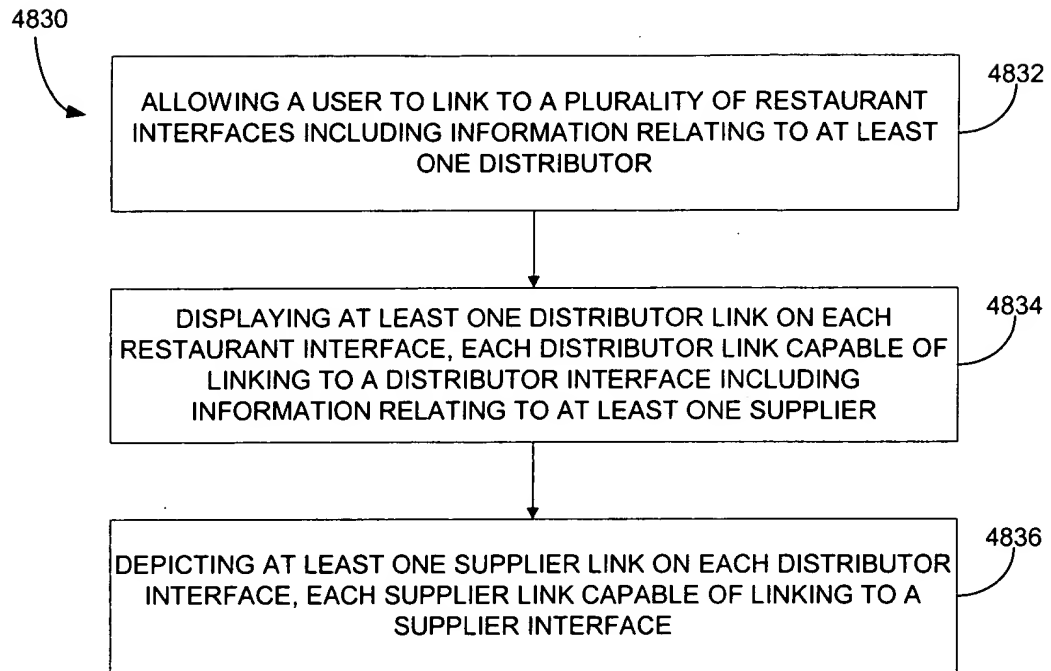 4830
4832
ALLOWING A USER TO LINK TO A PLURALITY OF RESTAURANT
INTERFACES INCLUDING INFORMATION RELATING TO AT LEAST
ONE DISTRIBUTOR
4834
DISPLAYING AT LEAST ONE DISTRIBUTOR LINK ON EACH
RESTAURANT INTERFACE, EACH DISTRIBUTOR LINK CAPABLE OF
LINKING TO A DISTRIBUTOR INTERFACE INCLUDING
INFORMATION RELATING TO AT LEAST ONE SUPPLIER
4836
DEPICTING AT LEAST ONE SUPPLIER LINK ON EACH DISTRIBUTOR
INTERFACE, EACH SUPPLIER LINK CAPABLE OF LINKING TO A
SUPPLIER INTERFACE